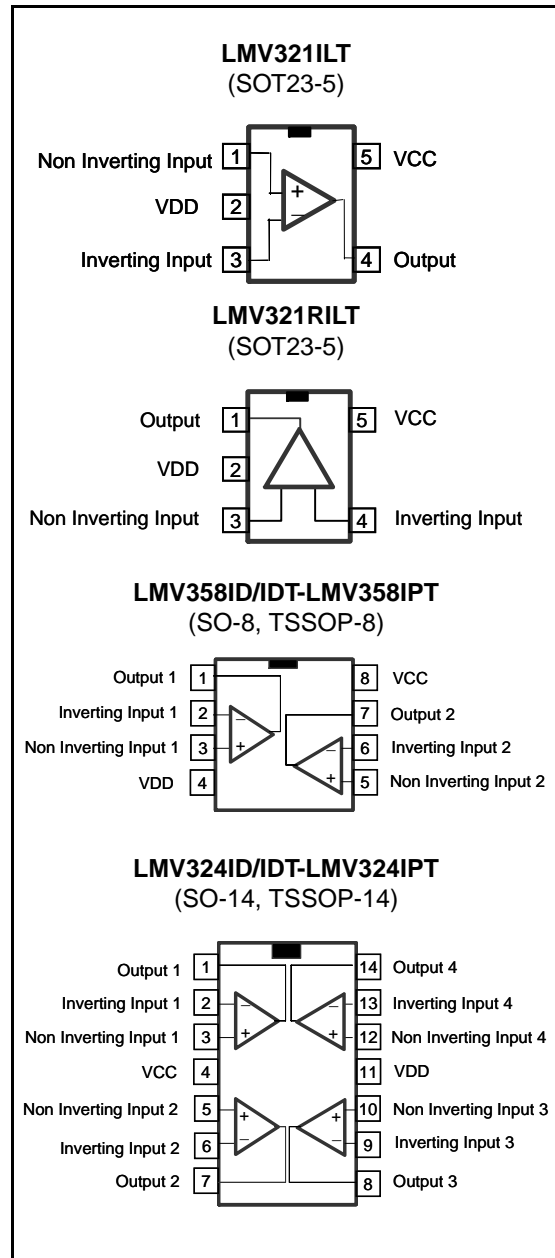 LMV321ILT
(SOT23-5)
Non Inverting Input 1 5 VCC
+
VDD 2
−
Inverting Input 3 4 Output
LMV321RILT
(SOT23-5)
Output 1 5 VCC
VDD 2
Non Inverting Input 3 4 Inverting Input
LMV358ID/IDT-LMV358IPT
(SO-8, TSSOP-8)
Output 1 1 8 VCC
Inverting Input 1 2 − 7 Output 2
Non Inverting Input 1 3 + − 6 Inverting Input 2
VDD 4 + 5 Non Inverting Input 2
LMV324ID/IDT-LMV324IPT
(SO-14, TSSOP-14)
Output 1 1 14 Output 4
Inverting Input 1 2 − − 13 Inverting Input 4
Non Inverting Input 1 3 + + 12 Non Inverting Input 4
VCC 4 11 VDD
Non Inverting Input 2 5 + + 10 Non Inverting Input 3
Inverting Input 2 6 − − 9 Inverting Input 3
Output 2 7 8 Output 3